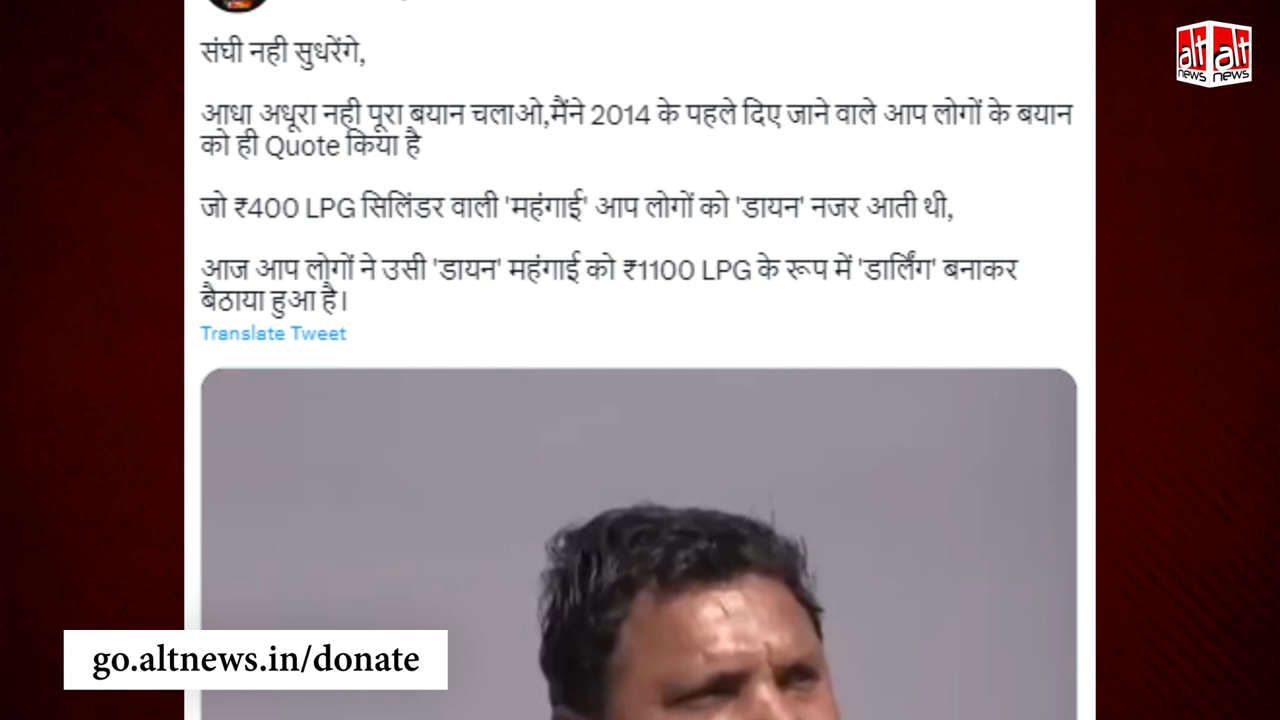 संघी नही सुधरेंगे,
आधा अधूरा नही पूरा बयान चलाओ,मैंने 2014 के पहले दिए जाने वाले आप लोगों के बयान
को ही Quote किया है
जो ₹400 LPG सिलिंडर वाली 'महंगाई' आप लोगों को 'डायन' नजर आती थी,
आज आप लोगों ने उसी 'डायन' महंगाई को ₹1100 LPG के रूप में 'डार्लिंग' बनाकर
बैठाया हुआ है।
Translate Tweet
go.altnews.in/donate
alt alt
news news